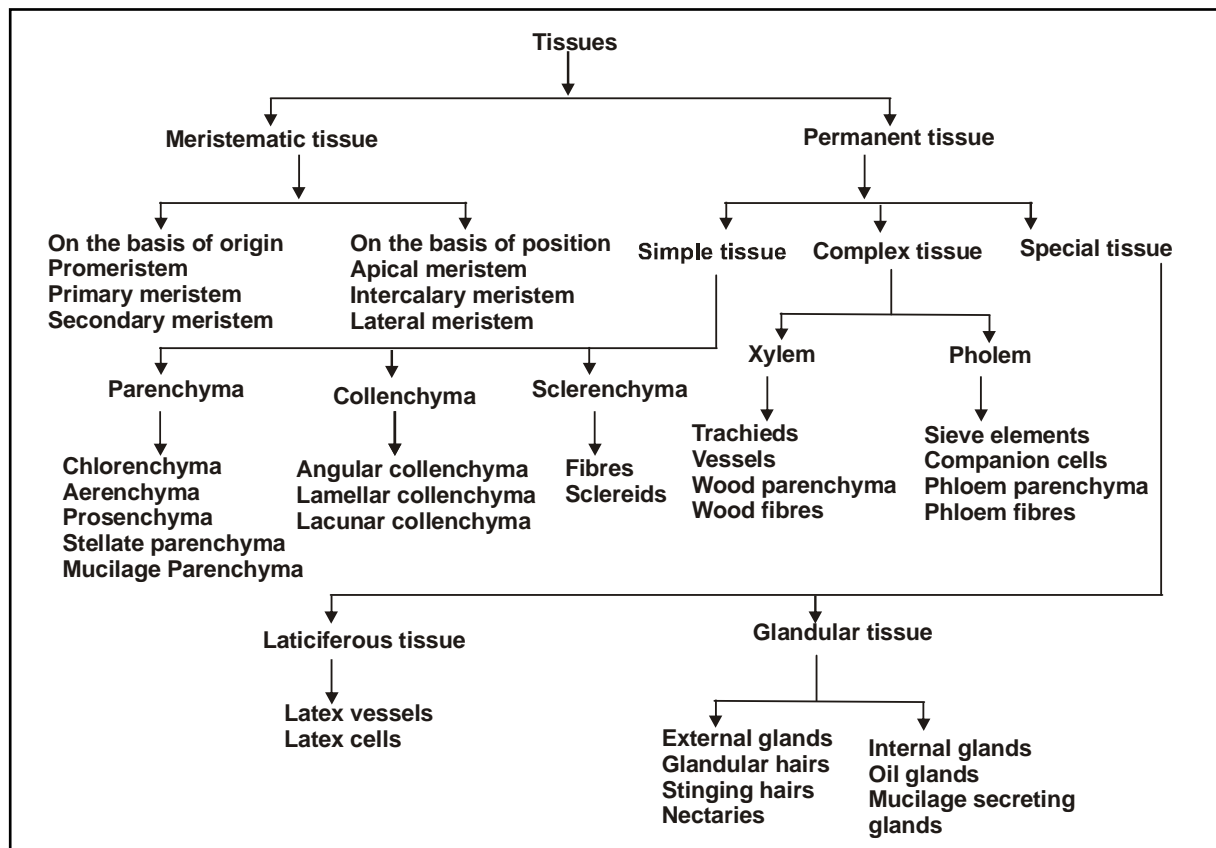 Tissues
Meristematic tissue
Permanent tissue
On the basis of origin
Promeristem
Primary meristem
Secondary meristem
On the basis of position
Apical meristem
Intercalary meristem
Lateral meristem
Simple tissue
Complex tissue
Special tissue
Parenchyma
Collenchyma
Sclerenchyma
Xylem
Pholem
Chlorenchyma
Aerenchyma
Prosenchyma
Stellate parenchyma
Mucilage Parenchyma
Angular collenchyma
Lamellar collenchyma
Lacunar collenchyma
Fibres
Sclereids
Trachieds
Vessels
Wood parenchyma
Wood fibres
Sieve elements
Companion cells
Phloem parenchyma
Phloem fibres
Laticiferous tissue
Glandular tissue
Latex vessels
Latex cells
External glands
Glandular hairs
Stinging hairs
Nectaries
Internal glands
Oil glands
Mucilage secreting
glands